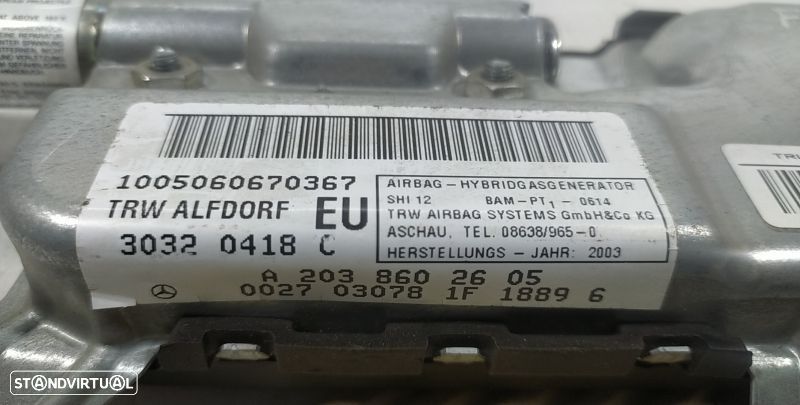 1005060670367
TRW ALFDORF EU
3032 0418 C
AIRBAG - HYBRIDGASGENERATOR
SHI 12 BAM-PT1 - 0614
TRW AIRBAG SYSTEMS GmbH&Co KG
ASCHAU, TEL. 08638/965-0
HERSTELLUNGS - JAHR: 2003
A 203 860 26 05
0027 03078 1F 1889 6
STANDVIRTUAL